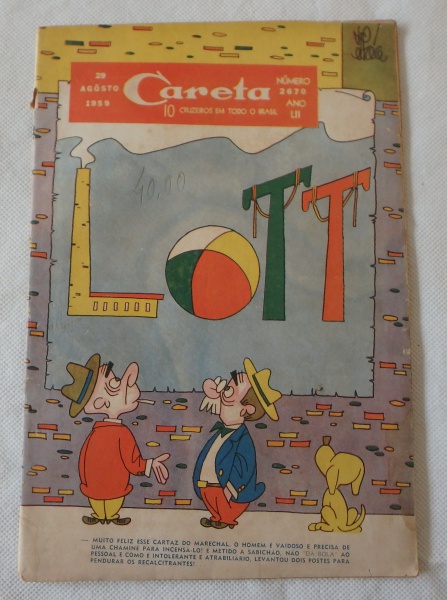 29
AGÔSTO
1959
Careta
10 CRUZEIROS EM TODO O BRASIL
NÚMERO
2670
ANO
LII
40,00
LOTT
— MUITO FELIZ ESSE CARTAZ DO MARECHAL. O HOMEM É VAIDOSO E PRECISA DE
UMA CHAMINÉ PARA INCENSÁ-LO! É METIDO A SABICHÃO, NÃO "DÁ BOLA" AO
PESSOAL E COMO É INTOLERANTE E ATRABILIÁRIO, LEVANTOU DOIS POSTES PARA
PENDURAR OS RECALCITRANTES!